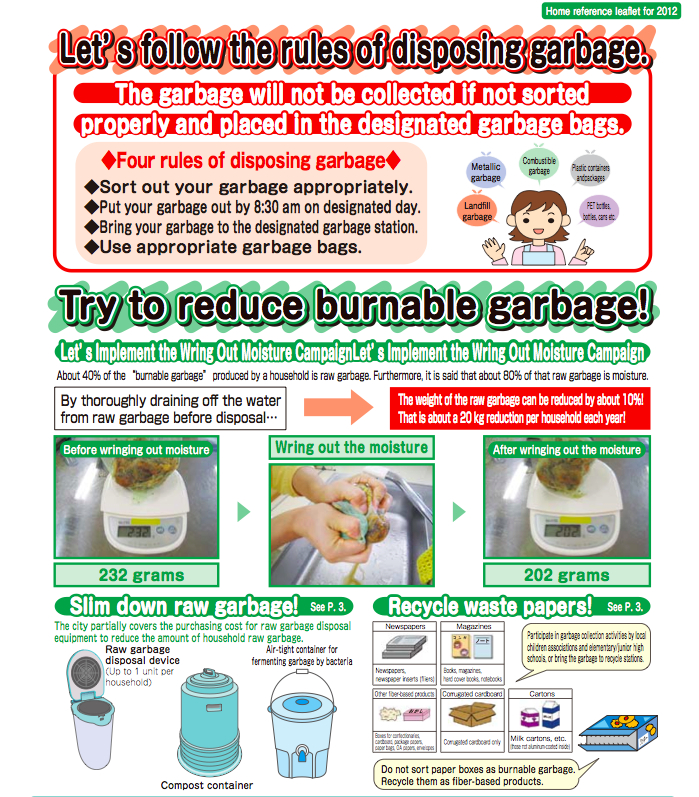 Home reference leaflet for 2012
Let's follow the rules of disposing garbage.
The garbage will not be collected if not sorted
properly and placed in the designated garbage bags.
◆Four rules of disposing garbage◆
◆Sort out your garbage appropriately.
◆Put your garbage out by 8:30 am on designated day.
◆Bring your garbage to the designated garbage station.
◆Use appropriate garbage bags.
Metallic
garbage
Combustible
garbage
Plastic containers
andpackages
Landfill
garbage
PET bottles,
bottles, cans etc.
Try to reduce burnable garbage!
Let's Implement the Wring Out Moisture CampaignLet's Implement the Wring Out Moisture Campaign
About 40% of the "burnable garbage" produced by a household is raw garbage. Furthermore, it is said that about 80% of that raw garbage is moisture.
By thoroughly draining off the water
from raw garbage before disposal…
The weight of the raw garbage can be reduced by about 10%!
That is about a 20 kg reduction per household each year!
Before wringing out moisture
232
232 grams
Wring out the moisture
After wringing out the moisture
202
202 grams
Slim down raw garbage! See P. 3.
The city partially covers the purchasing cost for raw garbage disposal
equipment to reduce the amount of household raw garbage.
Raw garbage
disposal device
(Up to 1 unit per
household)
Compost container
Air-tight container for
fermenting garbage by bacteria
Recycle waste papers! See P. 3.
Newspapers
Newspapers,
newspaper inserts (fliers)
Magazines
ノート
Books, magazines,
hard cover books, notebooks
Participate in garbage collection activities by local
children associations and elementary/junior high
schools, or bring the garbage to recycle stations.
Other fiber-based products
Boxes for confectionaries,
cardboard, package papers,
paper bags, OA papers, envelopes
Corrugated cardboard
Corrugated cardboard only
Cartons
Milk cartons, etc.
(those not aluminum-coated inside)
Do not sort paper boxes as burnable garbage.
Recycle them as fiber-based products.